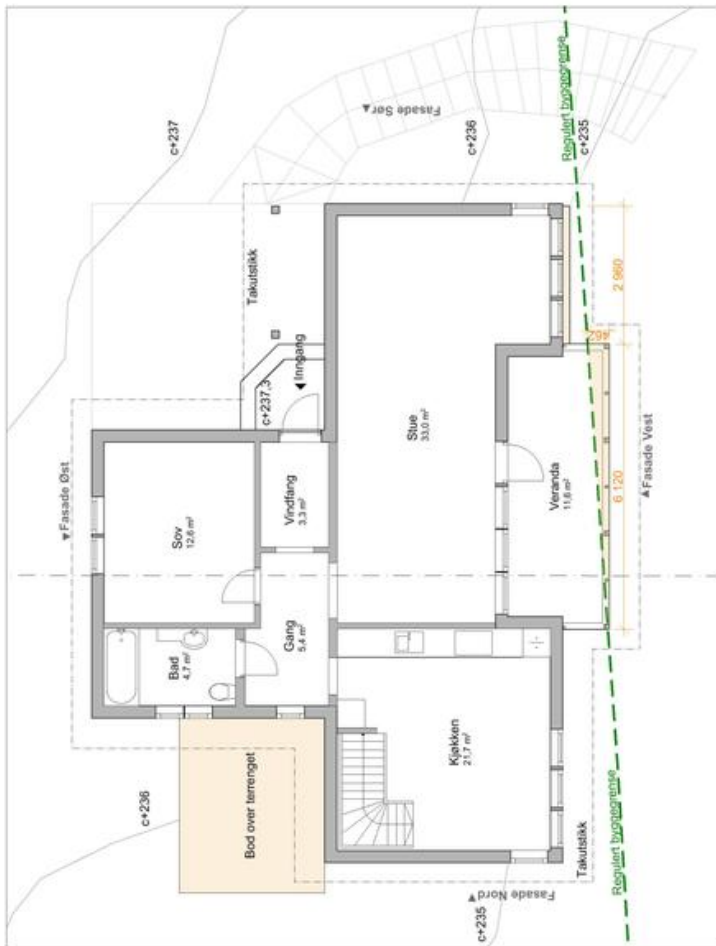 c+237
Fasade Sør
c+236
c+235
Regulert byggegrense
Takutstikk
2 960
462
Inngang
c+237,3
Fasade Øst
Sov
12,6 m²
Vindfang
3,3 m²
Stue
33,0 m²
Veranda
11,6 m²
6 120
Fasade Vest
Gang
5,4 m²
Bad
4,7 m²
Kjøkken
21,7 m²
c+236
Bod over terrenget
Takutstikk
Regulert byggegrense
Fasade Nord
c+235